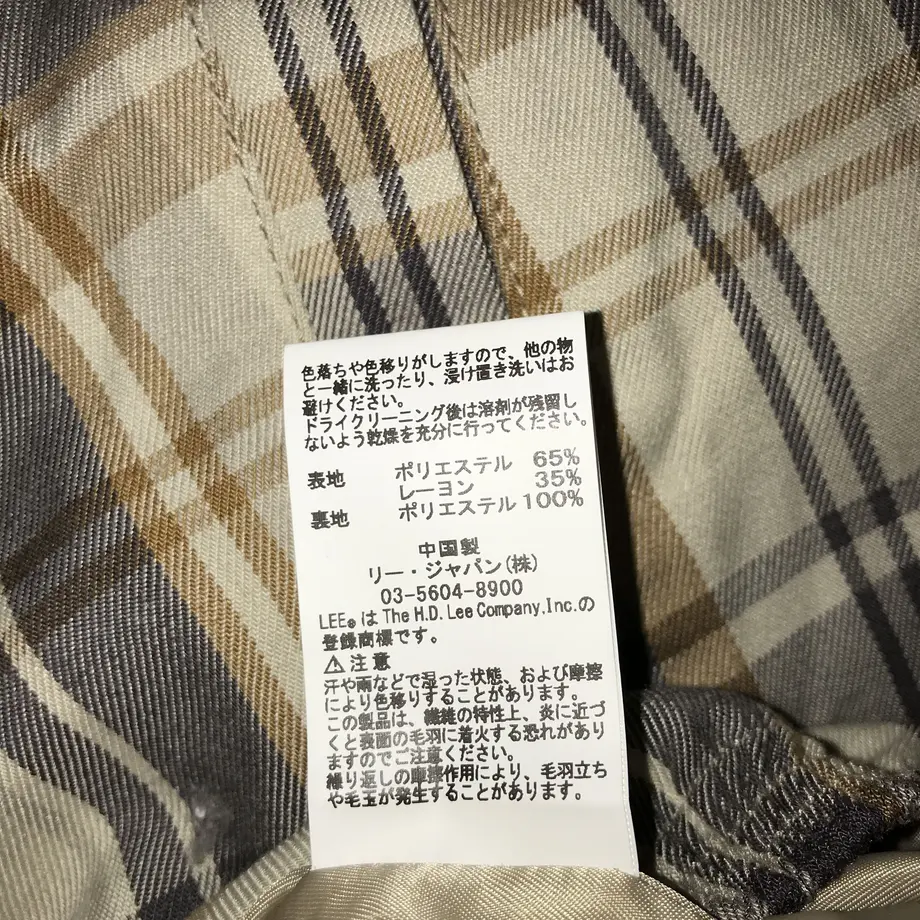 色落ちや色移りがしますので、他の物
と一緒に洗ったり、浸け置き洗いはお
避けください。
ドライクリーニング後は溶剤が残留し
ないよう乾燥を充分に行ってください。
表地 ポリエステル 65%
レーヨン 35%
裏地 ポリエステル 100%
中国製
リー・ジャパン(株)
03-5604-8900
LEE® は The H.D. Lee Company, Inc. の
登録商標です。
⚠注意
汗や雨などで湿った状態、および摩擦
により色移りすることがあります。
この製品は、繊維の特性上、炎に近づ
くと表面の毛羽に着火する恐れがあり
ますのでご注意ください。
繰り返しの摩擦作用により、毛羽立ち
や毛玉が発生することがあります。